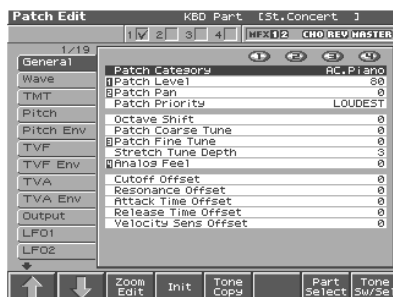 Patch Edit KBD Part [St.Concert ]
1 2 3 4 MFX 1 2 CHO REV MASTER
1/19
General
Wave
TMT
Pitch
Pitch Env
TVF
TVF Env
TVA
TVA Env
Output
LFO1
LFO2
1 2 3 4
Patch Category AC.Piano
1 Patch Level 80
2 Patch Pan 0
Patch Priority LOUDEST
Octave Shift 0
Patch Coarse Tune 0
3 Patch Fine Tune 0
Stretch Tune Depth 3
4 Analog Feel 0
Cutoff Offset 0
Resonance Offset 0
Attack Time Offset 0
Release Time Offset 0
Velocity Sens Offset 0
Zoom Edit
Init
Tone Copy
Part Select
Tone Sw/Sel